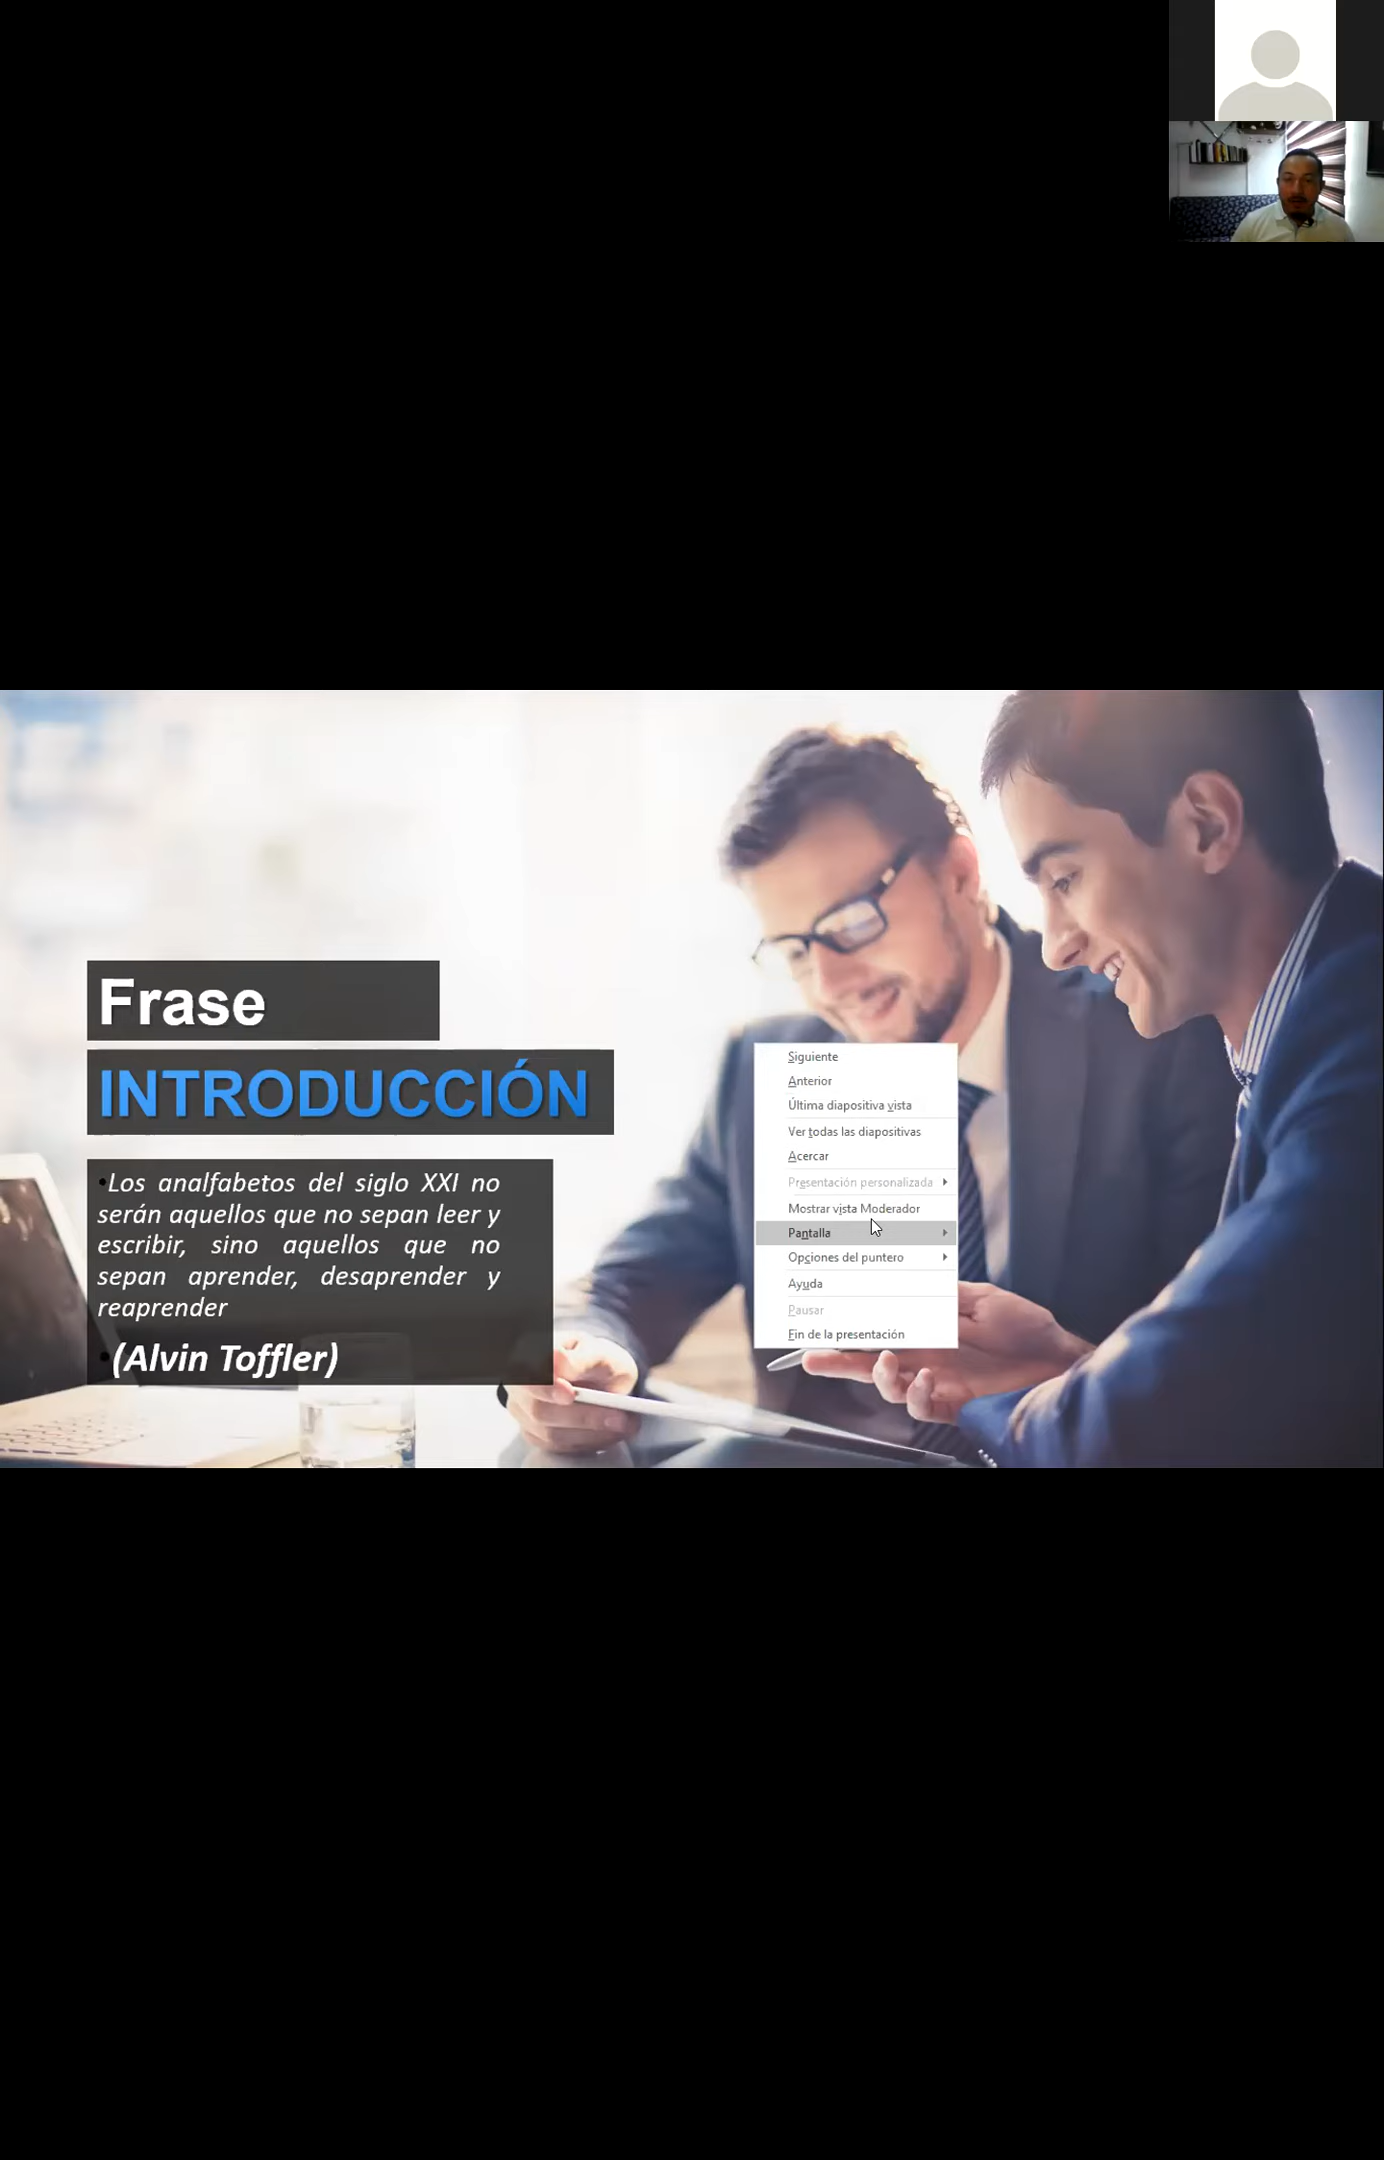 Frase
INTRODUCCIÓN
•Los analfabetos del siglo XXI no
serán aquellos que no sepan leer y
escribir, sino aquellos que no
sepan aprender, desaprender y
reaprender
•(Alvin Toffler)
Siguiente
Anterior
Última diapositiva vista
Ver todas las diapositivas
Acercar
Presentación personalizada
Mostrar vista Moderador
Pantalla
Opciones del puntero
Ayuda
Pausar
Fin de la presentación